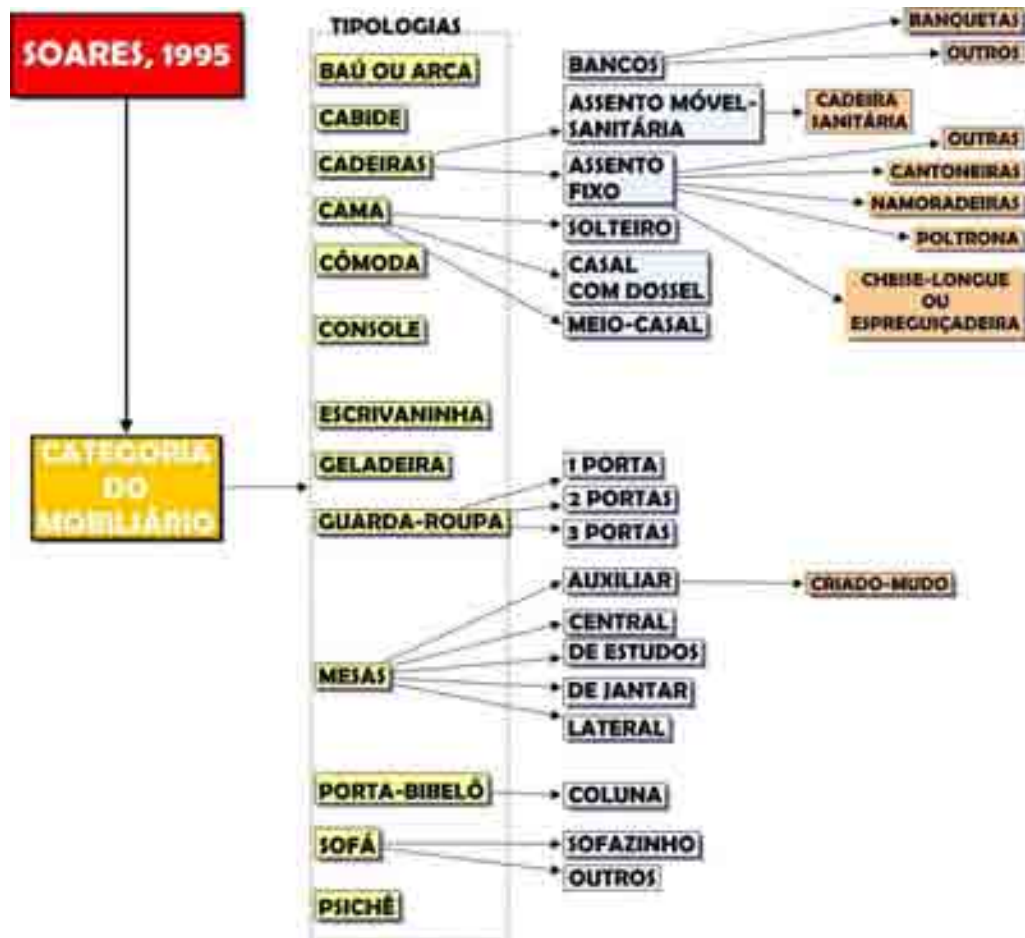 SOARES, 1995
CATEGORIA
DO
MOBILIÁRIO
TIPOLOGIAS
BAÚ OU ARCA
CABIDE
CADEIRAS
CAMA
CÔMODA
CONSOLE
ESCRIVANINHA
GELADEIRA
GUARDA-ROUPA
MESAS
PORTA-BIBELÔ
SOFÁ
PSICHÊ
BANCOS
ASSENTO MÓVEL-
SANITÁRIA
ASSENTO
FIXO
SOLTEIRO
CASAL
COM DOSSEL
MEIO-CASAL
1 PORTA
2 PORTAS
3 PORTAS
AUXILIAR
CENTRAL
DE ESTUDOS
DE JANTAR
LATERAL
COLUNA
SOFAZINHO
OUTROS
BANQUETAS
OUTROS
CADEIRA
SANITÁRIA
OUTRAS
CANTONEIRAS
NAMORADEIRAS
POLTRONA
CHEISE-LONGUE
OU
ESPREGUIÇADEIRA
CRIADO-MUDO